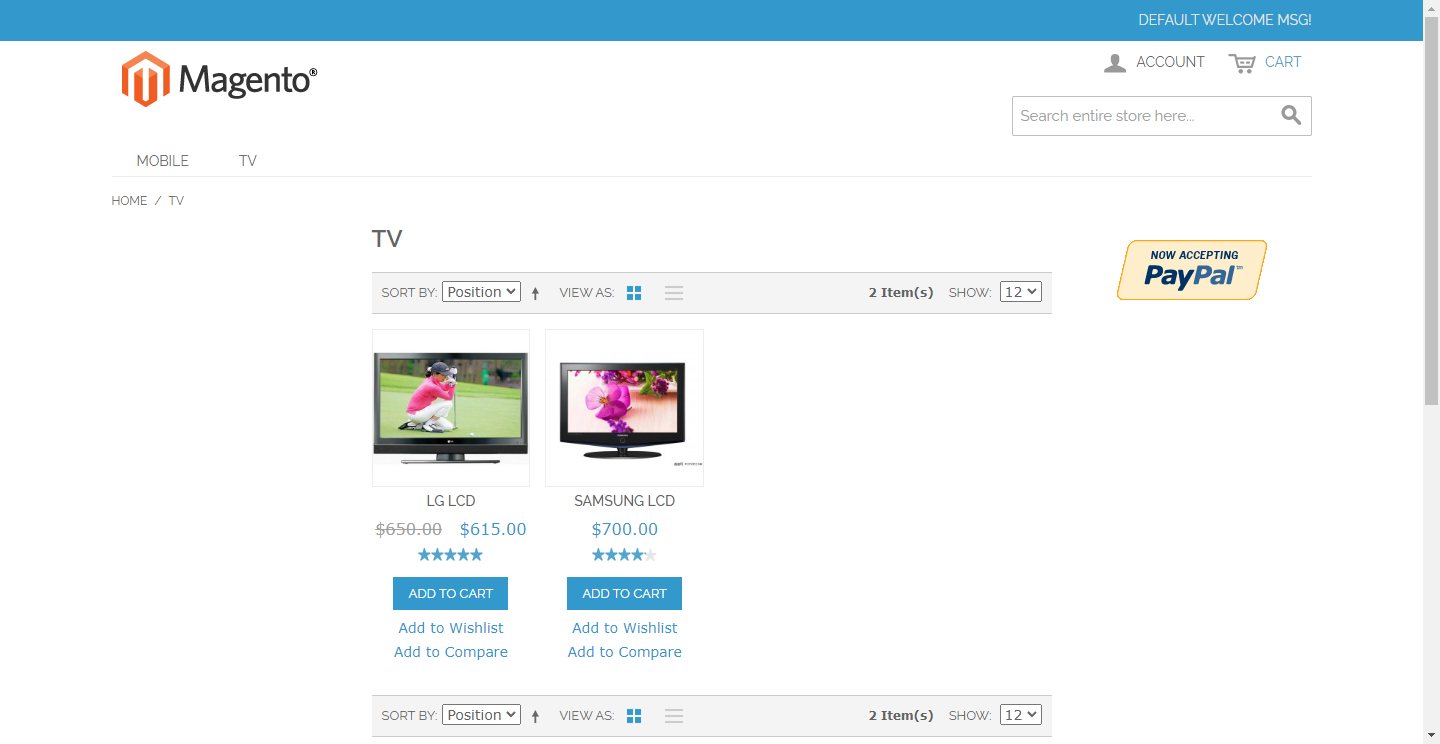 DEFAULT WELCOME MSG!
Magento®
ACCOUNT CART
Search entire store here...
MOBILE TV
HOME / TV
TV
NOW ACCEPTING
PayPal™
SORT BY: Position VIEW AS: 2 Item(s) SHOW: 12
LG LCD
$650.00 $615.00
ADD TO CART
Add to Wishlist
Add to Compare
SAMSUNG LCD
$700.00
ADD TO CART
Add to Wishlist
Add to Compare
SORT BY: Position VIEW AS: 2 Item(s) SHOW: 12